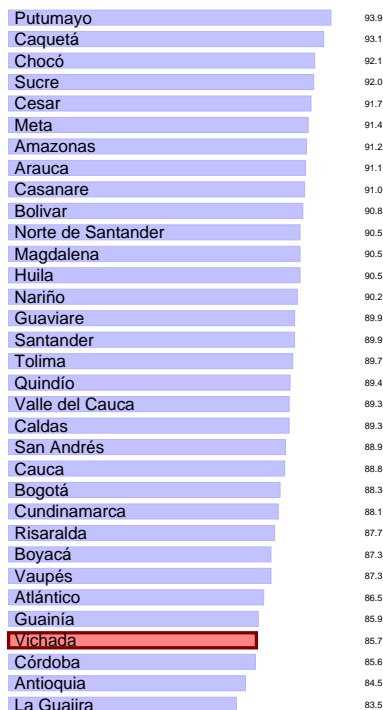 Putumayo 93.9
Caquetá 93.1
Chocó 92.1
Sucre 92.0
Cesar 91.7
Meta 91.4
Amazonas 91.2
Arauca 91.1
Casanare 91.0
Bolivar 90.8
Norte de Santander 90.5
Magdalena 90.5
Huila 90.5
Nariño 90.2
Guaviare 89.9
Santander 89.9
Tolima 89.7
Quindío 89.4
Valle del Cauca 89.3
Caldas 89.3
San Andrés 88.9
Cauca 88.8
Bogotá 88.3
Cundinamarca 88.1
Risaralda 87.7
Boyacá 87.3
Vaupés 87.3
Atlántico 86.5
Guainía 85.9
Vichada 85.7
Córdoba 85.6
Antioquia 84.5
La Guajira 83.5